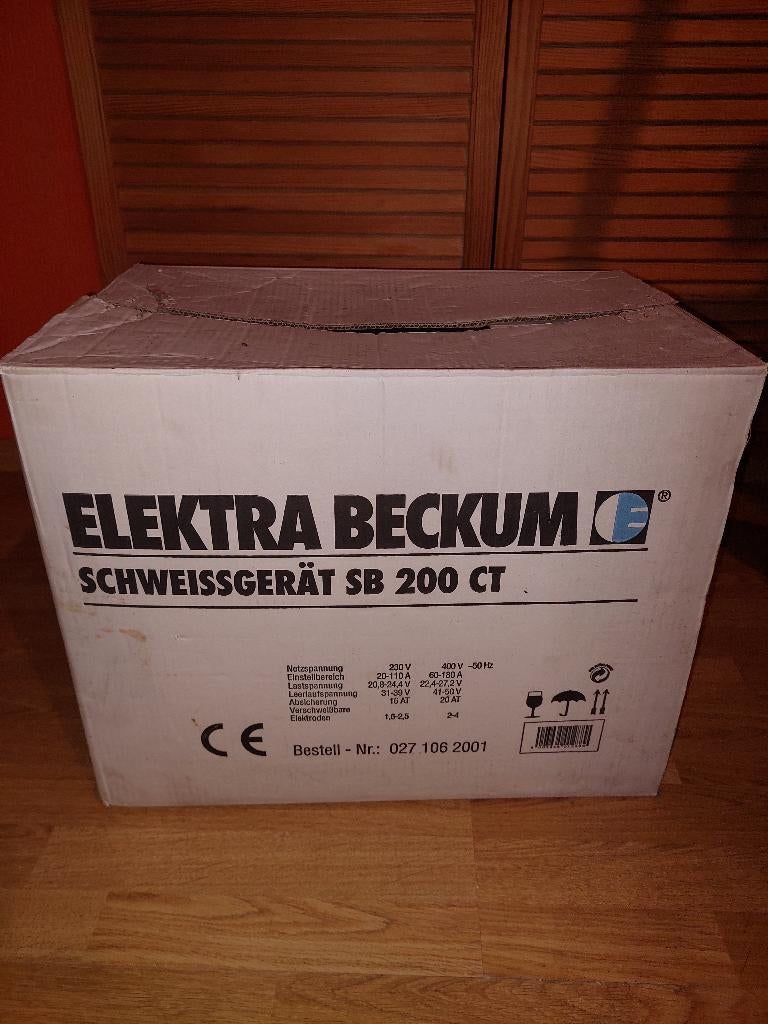 ELEKTRA BECKUM E ®
SCHWEISSGERÄT SB 200 CT
Netzspannung 230 V 400 V ~50 Hz
Einstellbereich 20-110 A 60-180 A
Lastspannung 20,8-24,4 V 22,4-27,2 V
Leerlaufspannung 31-39 V 41-50 V
Absicherung 16 AT 20 AT
Verschweißbare
Elektroden 1,6-2,5 2-4
CE Bestell - Nr.: 027 106 2001